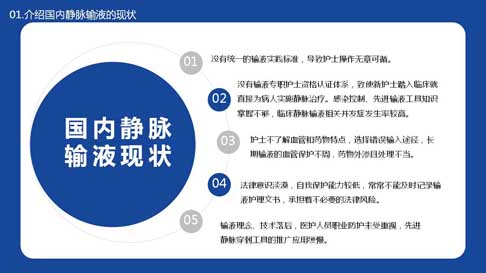 01.介绍国内静脉输液的现状
国内静脉
输液现状
01
没有统一的输液实践标准，导致护士操作无章可循。
02
没有输液专职护士资格认证体系，致使新护士踏入临床就
直接为病人实施静脉治疗。感染控制、先进输液工具知识
掌握不够，临床静脉输液相关并发症发生率较高。
03
护士不了解血管和药物特点，选择错误输入途径，长
期输液的血管保护不周，药物外渗且处理不当。
04
法律意识淡漠，自我保护能力较低，常常不能及时记录输
液护理文书，承担着不必要的法律风险。
05
输液理念、技术落后，医护人员职业防护未受重视，先进
静脉穿刺工具的推广应用缓慢。